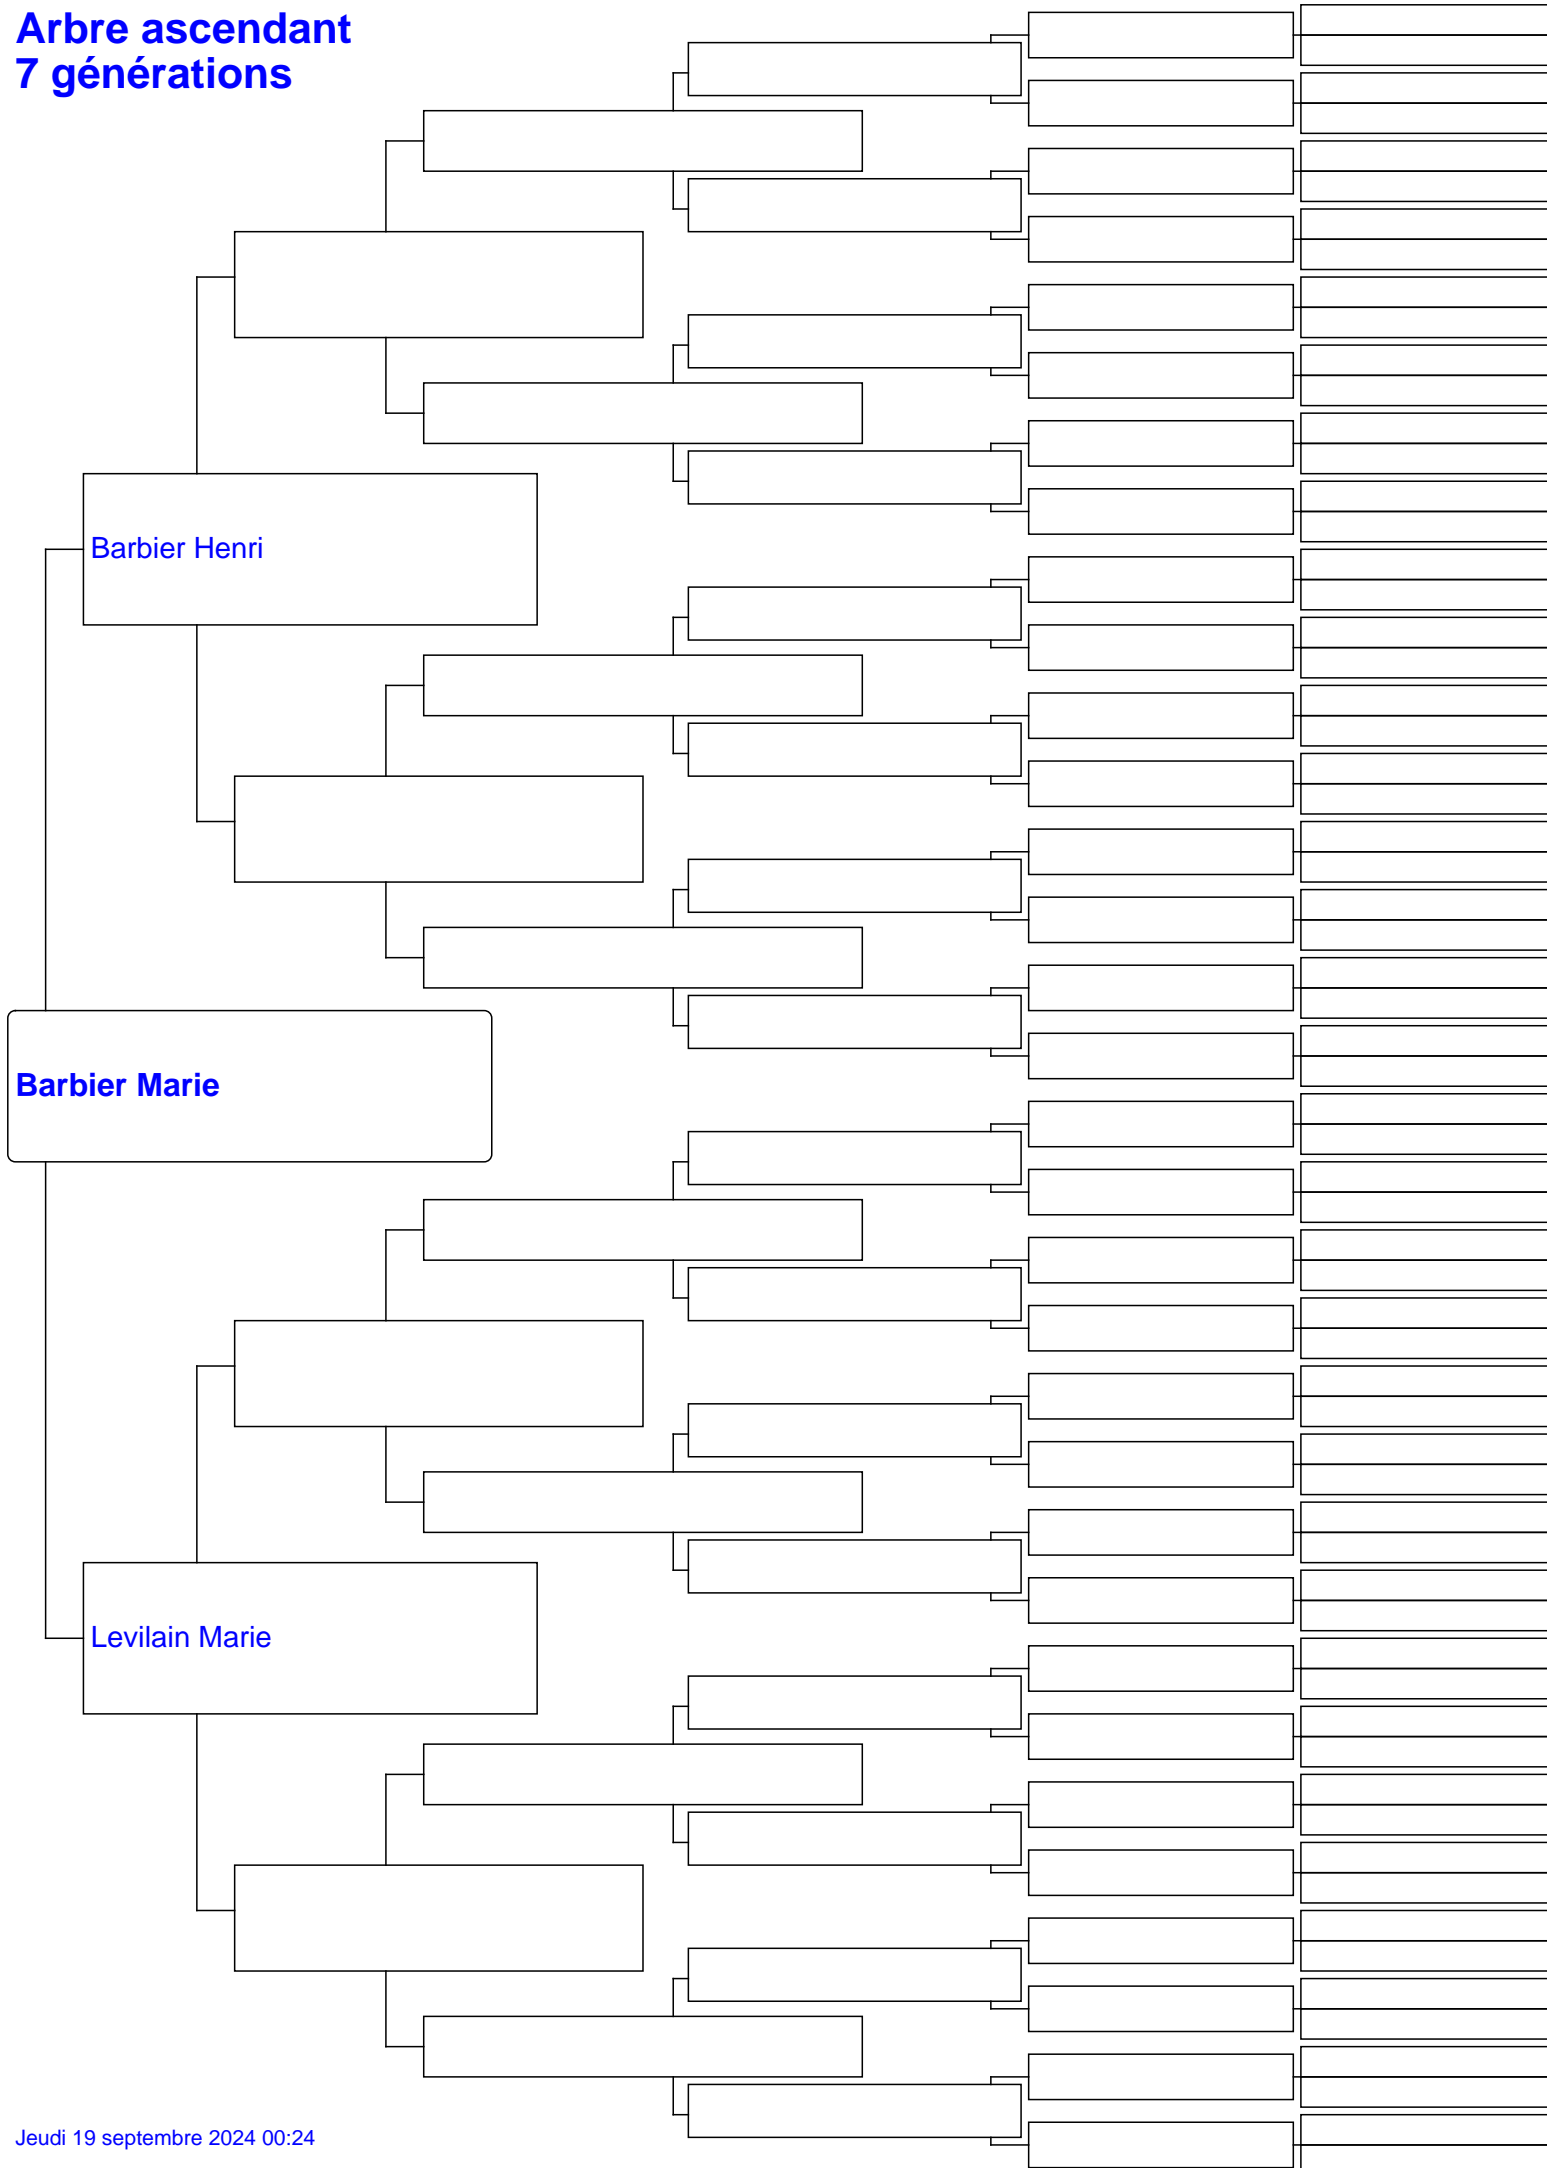 Arbre ascendant
7 générations
Barbier Henri
Barbier Marie
Levilain Marie
Jeudi 19 septembre 2024 00:24